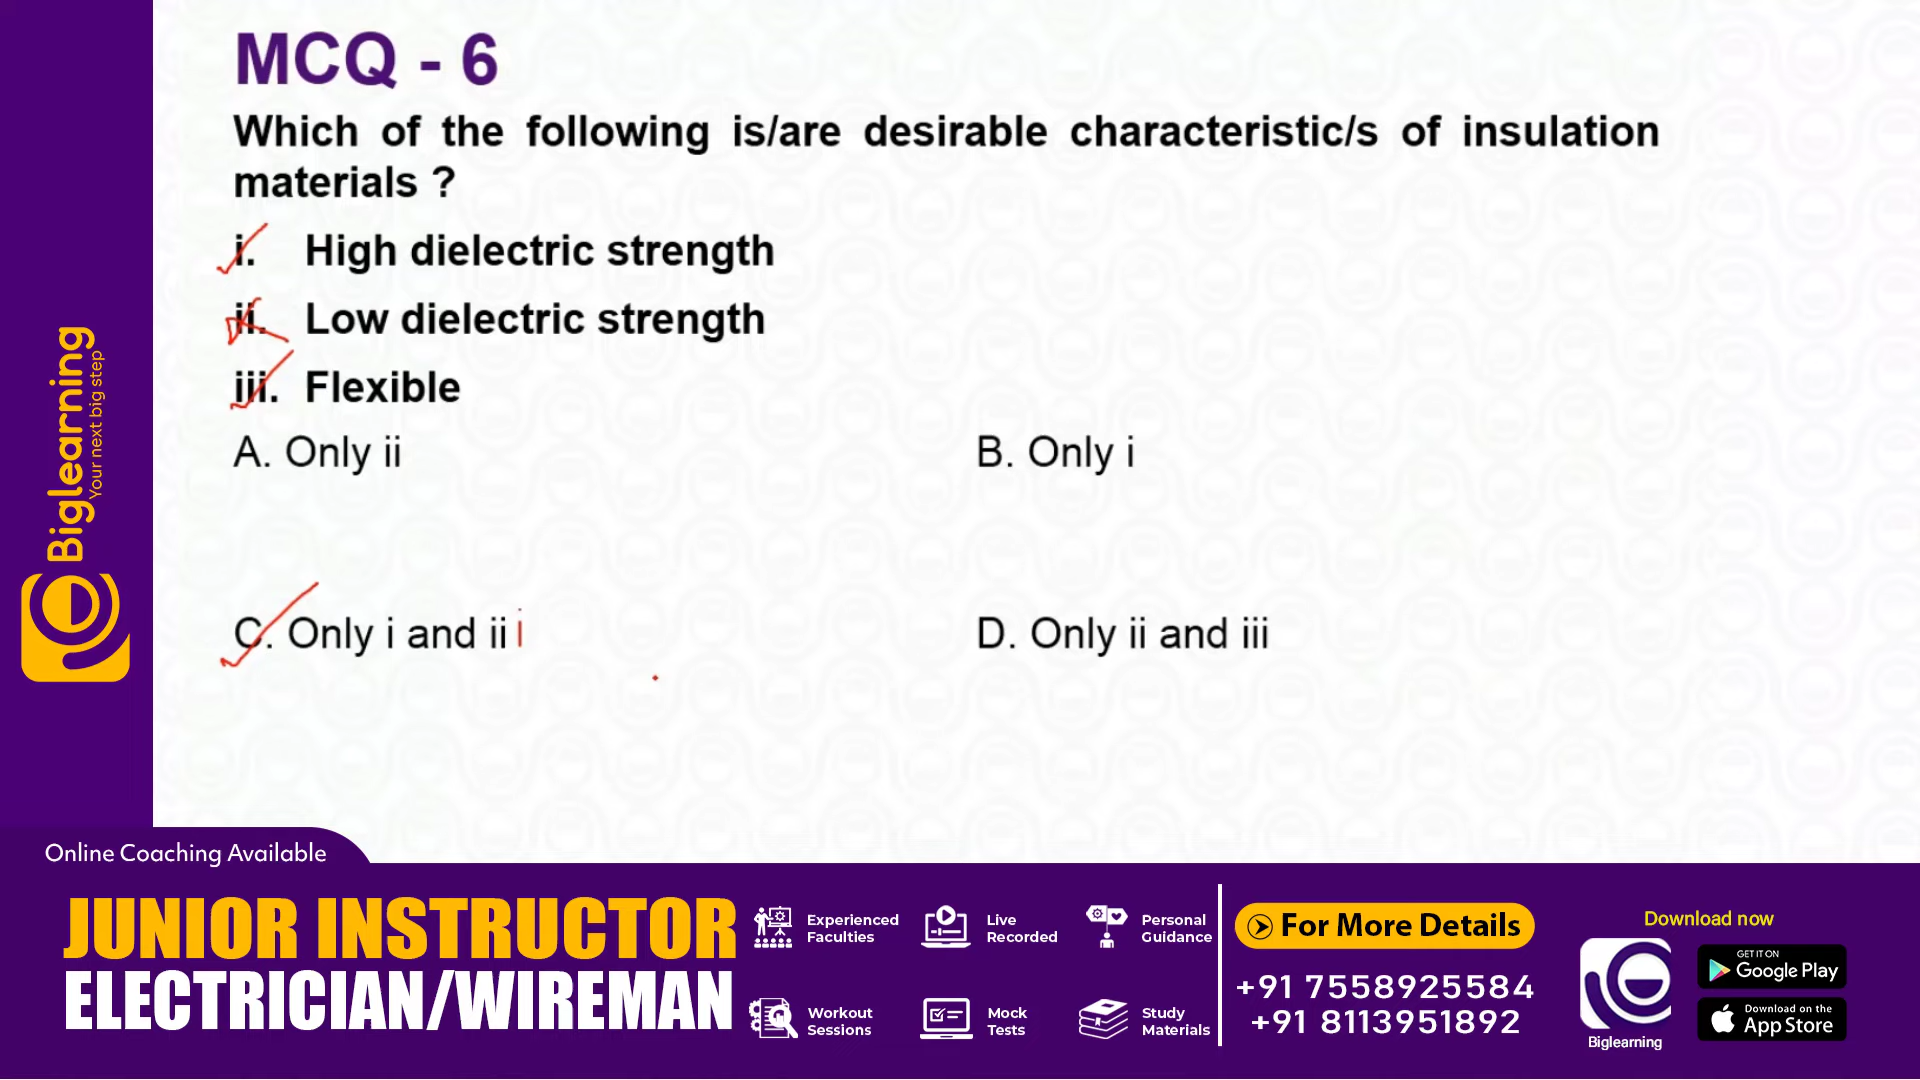 MCQ - 6
Which of the following is/are desirable characteristic/s of insulation
materials ?
i. High dielectric strength
ii. Low dielectric strength
iii. Flexible
A. Only ii
B. Only i
C. Only i and ii i
D. Only ii and iii
Biglearning
Your next big step
Online Coaching Available
JUNIOR INSTRUCTOR
ELECTRICIAN/WIREMAN
Experienced
Faculties
Live
Recorded
Personal
Guidance
Workout
Sessions
Mock
Tests
Study
Materials
For More Details
+91 7558925584
+91 8113951892
Download now
Biglearning
GET IT ON
Google Play
Download on the
App Store